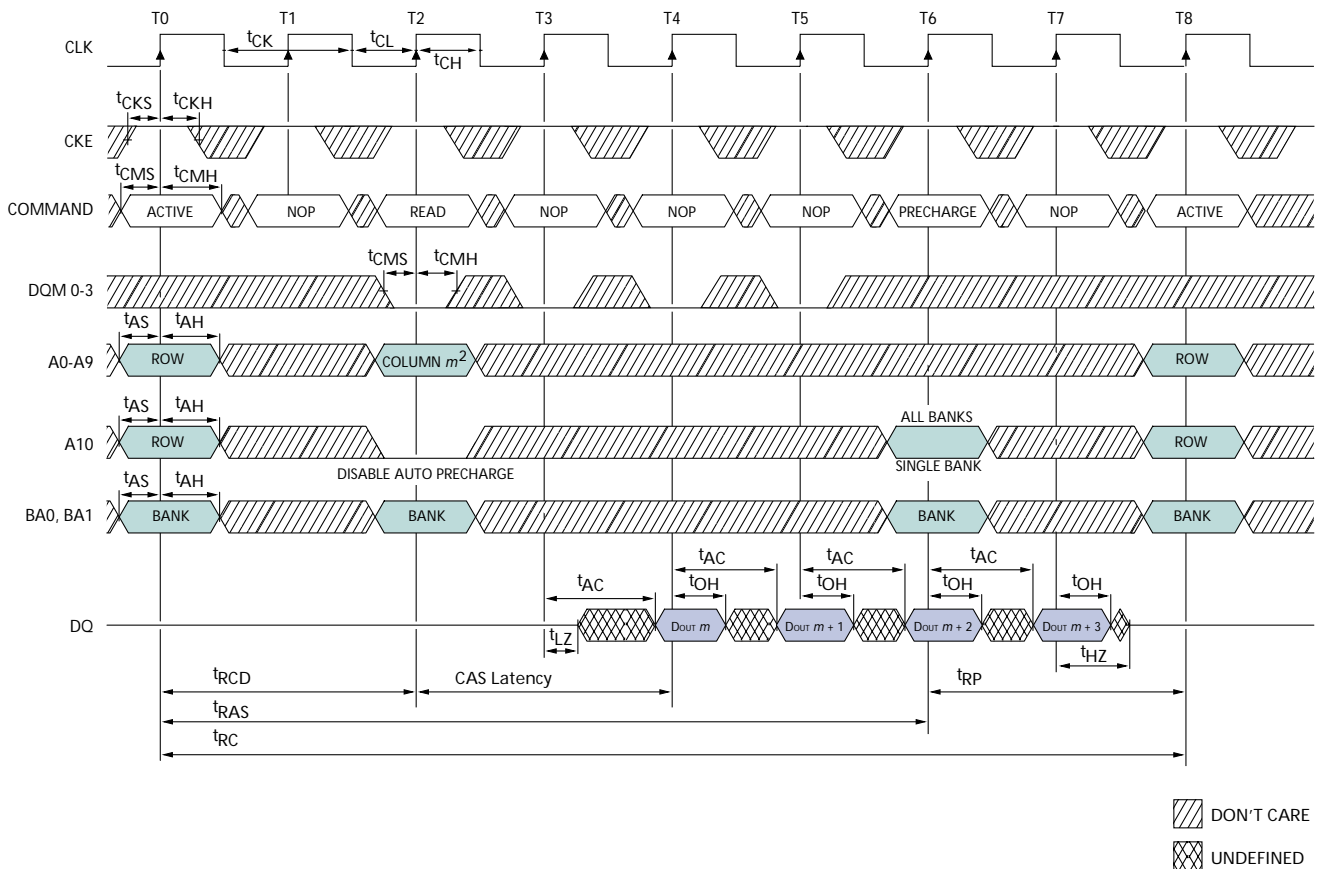 T0 T1 T2 T3 T4 T5 T6 T7 T8
CLK
tCK tCL
tCH
tCKS tCKH
CKE
tCMS tCMH
COMMAND ACTIVE NOP READ NOP NOP NOP PRECHARGE NOP ACTIVE
tCMS tCMH
DQM 0-3
tAS tAH
A0-A9 ROW COLUMN m2 ROW
tAS tAH ALL BANKS
A10 ROW ROW
DISABLE AUTO PRECHARGE SINGLE BANK
tAS tAH
BA0, BA1 BANK BANK BANK BANK
tAC tAC tAC
tAC tOH tOH tOH tOH
DQ DOUT m DOUT m + 1 DOUT m + 2 DOUT m + 3
tLZ tHZ
tRCD CAS Latency tRP
tRAS
tRC
DON'T CARE
UNDEFINED